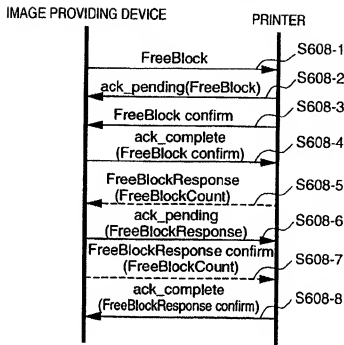 IMAGE PROVIDING DEVICE
PRINTER
FreeBlock
S608-1
ack_pending(FreeBlock)
S608-2
FreeBlock confirm
S608-3
ack_complete
(FreeBlock confirm)
S608-4
FreeBlockResponse
(FreeBlockCount)
S608-5
ack_pending
(FreeBlockResponse)
S608-6
FreeBlockResponse confirm
(FreeBlockCount)
S608-7
ack_complete
(FreeBlockResponse confirm)
S608-8